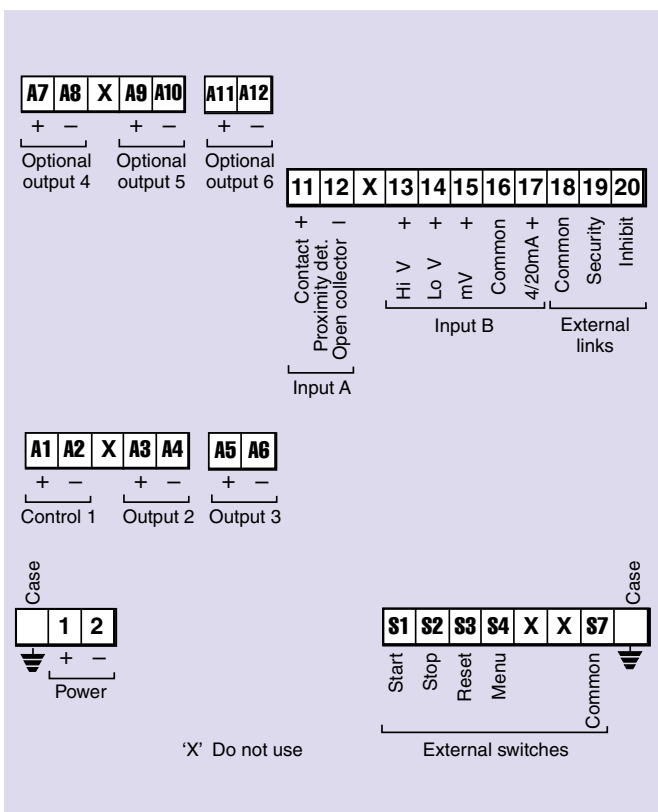 A7 A8 X A9 A10 A11 A12
+ – + – + –
Optional output 4
Optional output 5
Optional output 6
11 12 X 13 14 15 16 17 18 19 20
+ –
Contact
Proximity det.
Open collector
Input A
Hi V +
Lo V +
mV +
Common
4/20mA +
Input B
Common
Security
Inhibit
External links
A1 A2 X A3 A4 A5 A6
+ – + – + –
Control 1 Output 2 Output 3
Case
1 2
+ –
Power
S1 S2 S3 S4 X X S7
Start
Stop
Reset
Menu
Common
Case
External switches
'X' Do not use